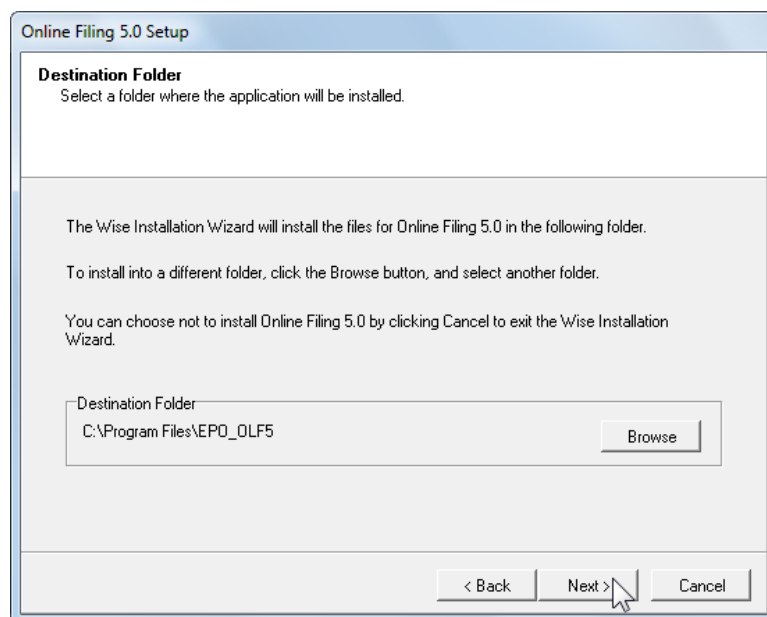 Online Filing 5.0 Setup
Destination Folder
Select a folder where the application will be installed.
The Wise Installation Wizard will install the files for Online Filing 5.0 in the following folder.
To install into a different folder, click the Browse button, and select another folder.
You can choose not to install Online Filing 5.0 by clicking Cancel to exit the Wise Installation
Wizard.
Destination Folder
C:\Program Files\EPO_OLF5
Browse
< Back
Next >
Cancel